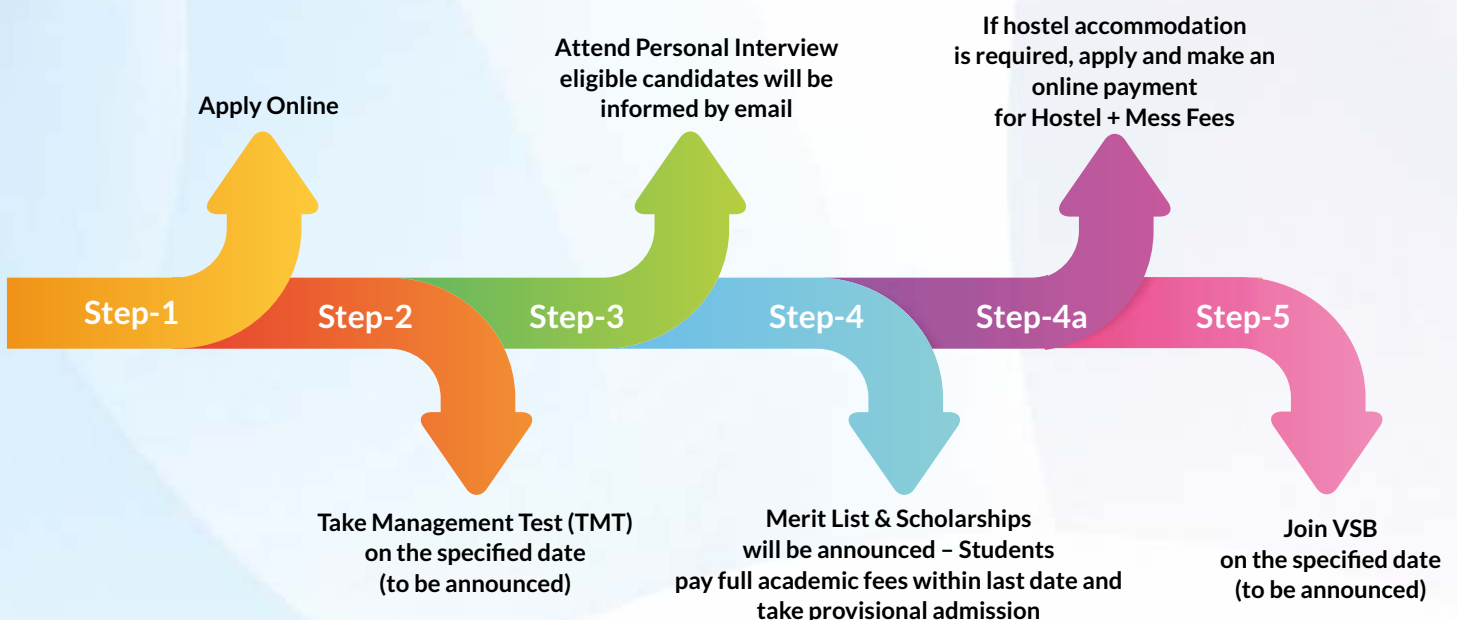 Step-1
Apply Online
Step-2
Take Management Test (TMT)
on the specified date
(to be announced)
Step-3
Attend Personal Interview
eligible candidates will be
informed by email
Step-4
Merit List & Scholarships
will be announced – Students
pay full academic fees within last date and
take provisional admission
Step-4a
If hostel accommodation
is required, apply and make an
online payment
for Hostel + Mess Fees
Step-5
Join VSB
on the specified date
(to be announced)